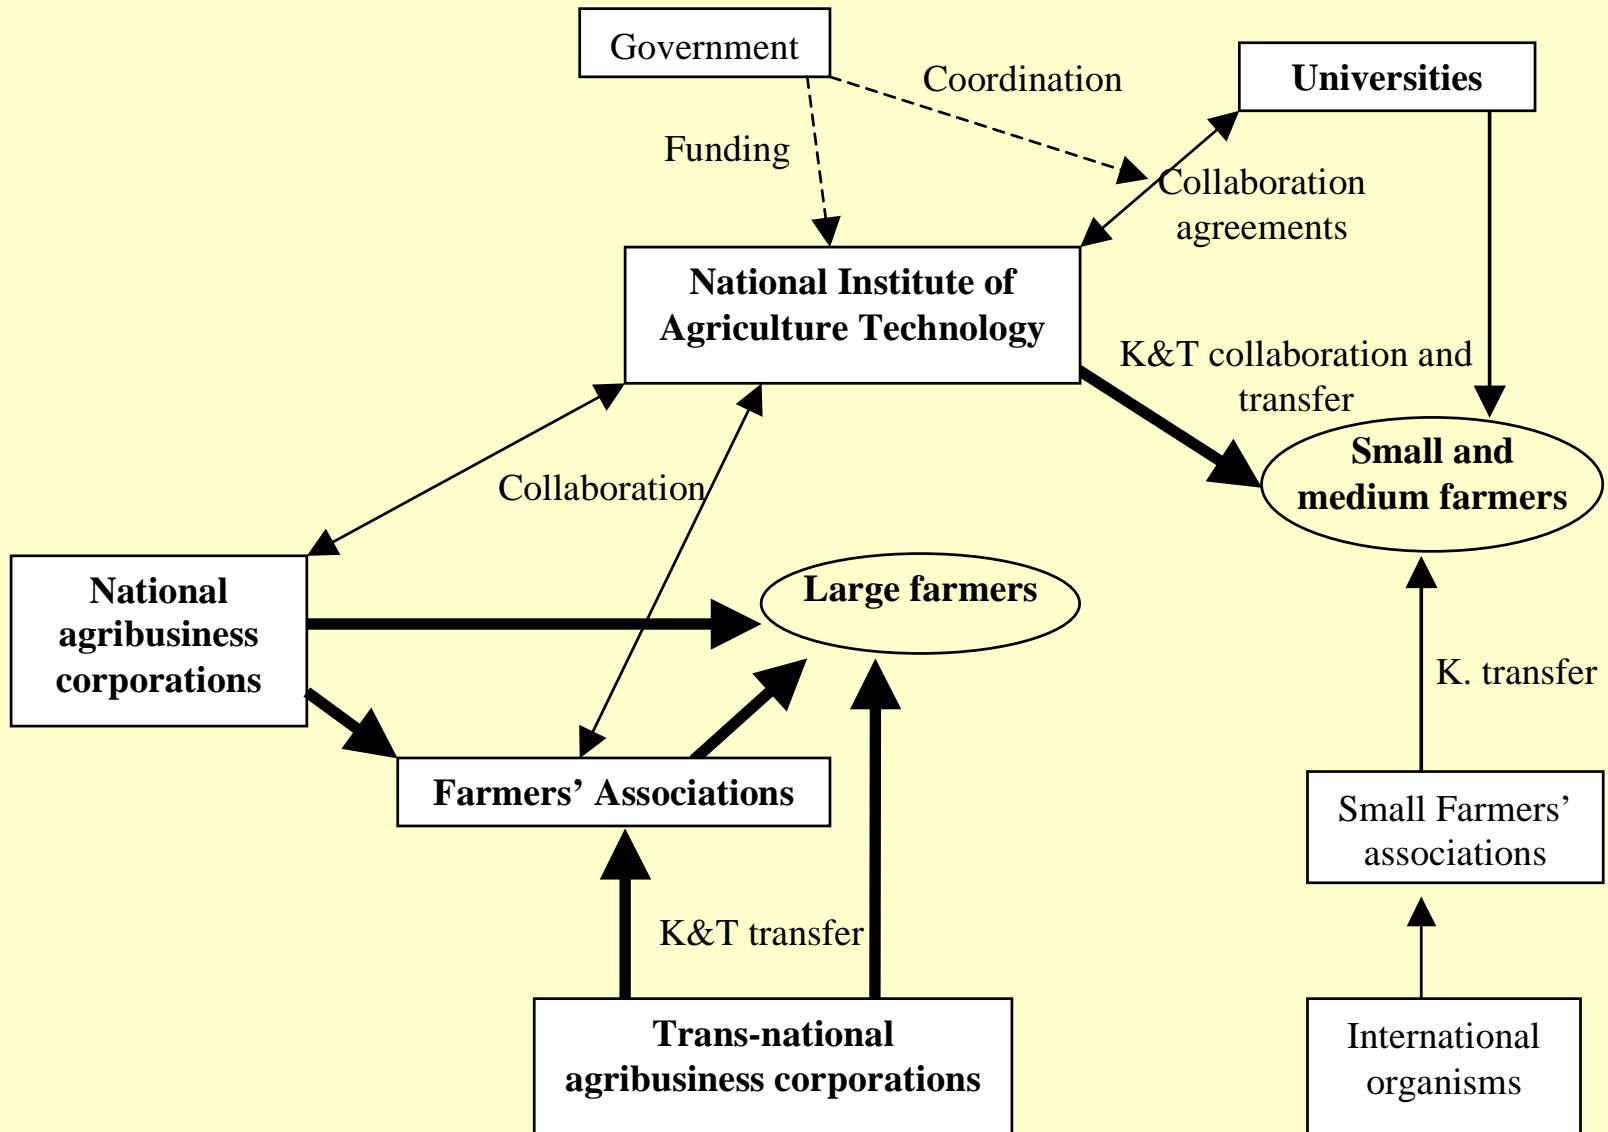 Government
Coordination
Universities
Funding
Collaboration
agreements
National Institute of
Agriculture Technology
K&T collaboration and
transfer
Small and
medium farmers
Collaboration
National
agribusiness
corporations
Large farmers
K. transfer
Farmers’ Associations
Small Farmers’
associations
K&T transfer
Trans-national
agribusiness corporations
International
organisms